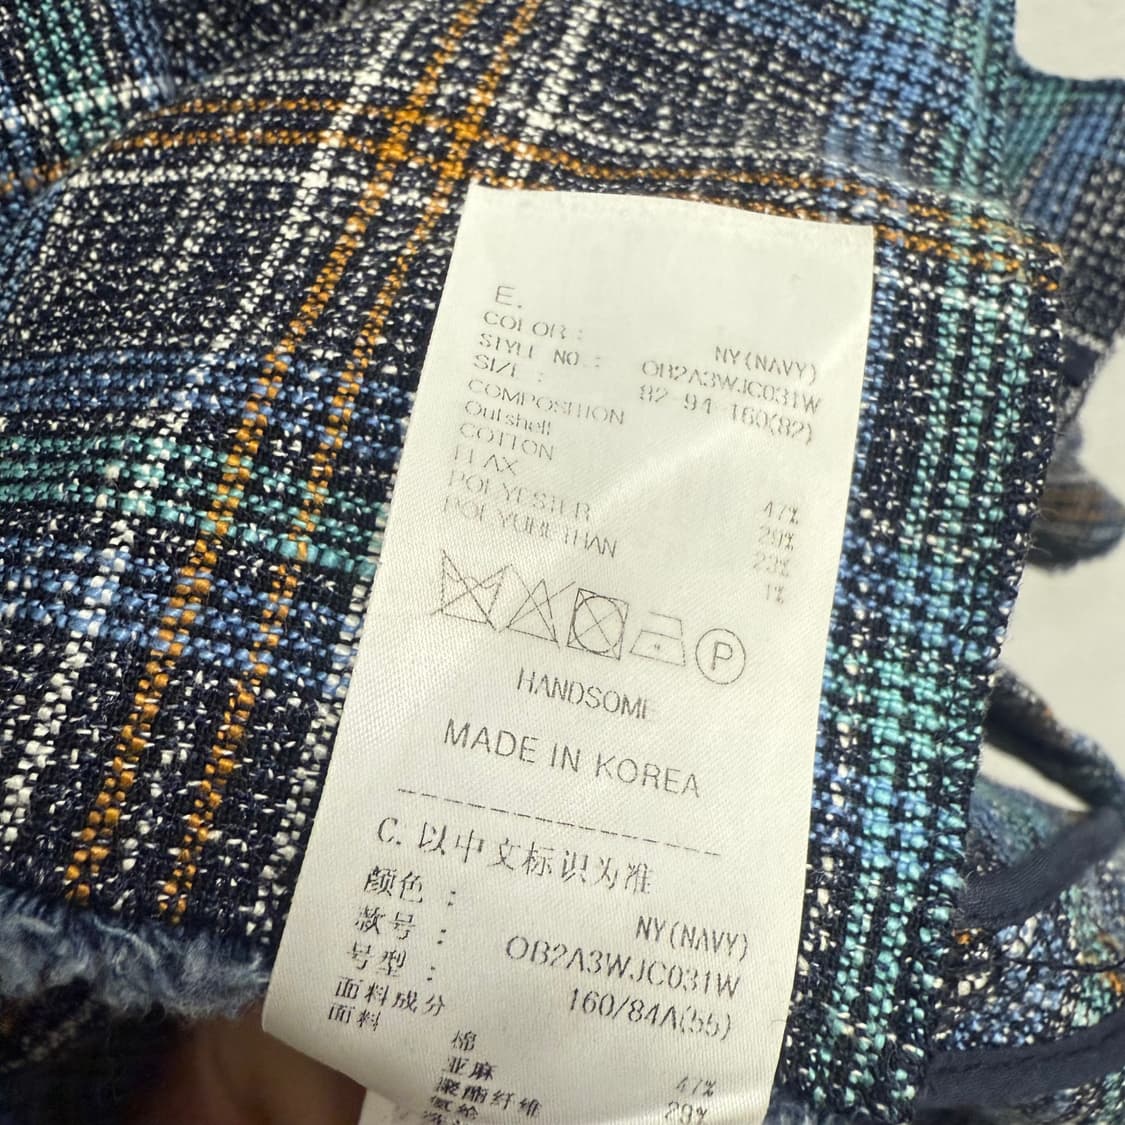 E.
COLOR : NY(NAVY)
STYLE NO. : OB2A3WJC031W
SIZE : 82-94-160(82)
COMPOSITION
Outshell
COTTON 47%
FLAX 29%
POLYESTER 23%
POLYURETHAN 1%
P
HANDSOME
MADE IN KOREA
C. 以中文标识为准
颜色 : NY(NAVY)
款号 : OB2A3WJC031W
号型 : 160/84A(55)
面料成分
面料
棉 47%
亚麻 29%
聚酯纤维
氨纶